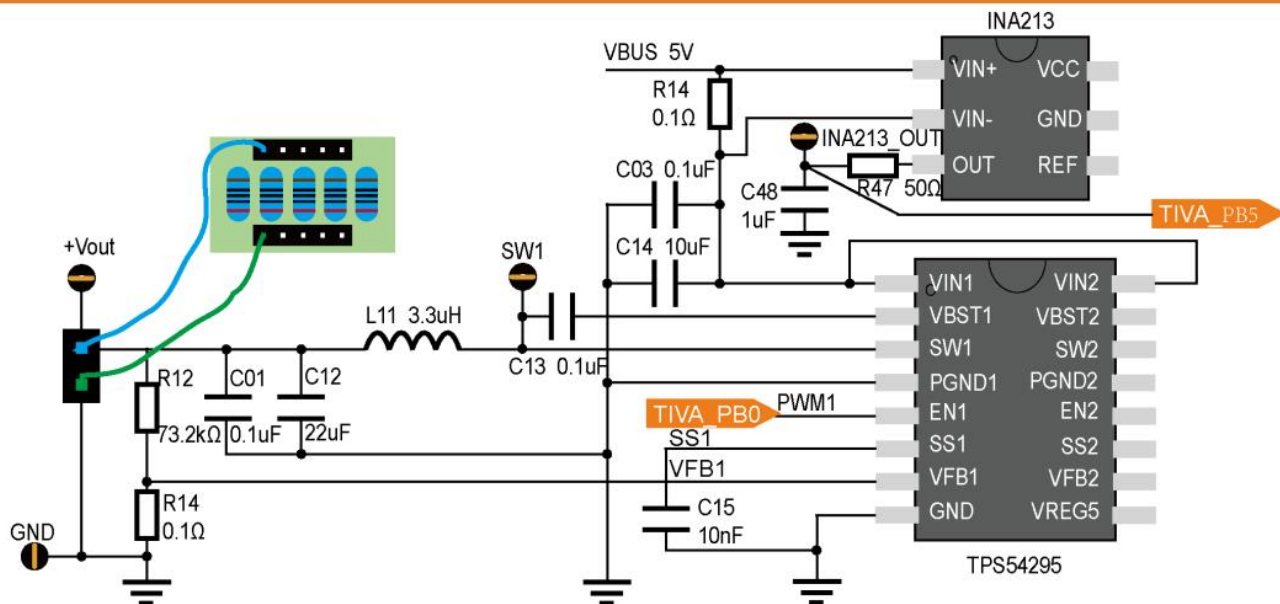 INA213
VBUS 5V
VIN+ VCC
R14
0.1Ω
VIN- GND
INA213_OUT
OUT REF
C03 0.1uF
R47 50Ω
C48
1uF
TIVA_PB5
+Vout
SW1
C14 10uF
VIN1 VIN2
L11 3.3uH
VBST1 VBST2
SW1 SW2
C13 0.1uF
R12
C01
C12
PGND1 PGND2
TIVA_PB0
PWM1
EN1 EN2
73.2kΩ
0.1uF
22uF
SS1
SS1 SS2
VFB1
VFB1 VFB2
R14
0.1Ω
C15
10nF
GND VREG5
GND
TPS54295